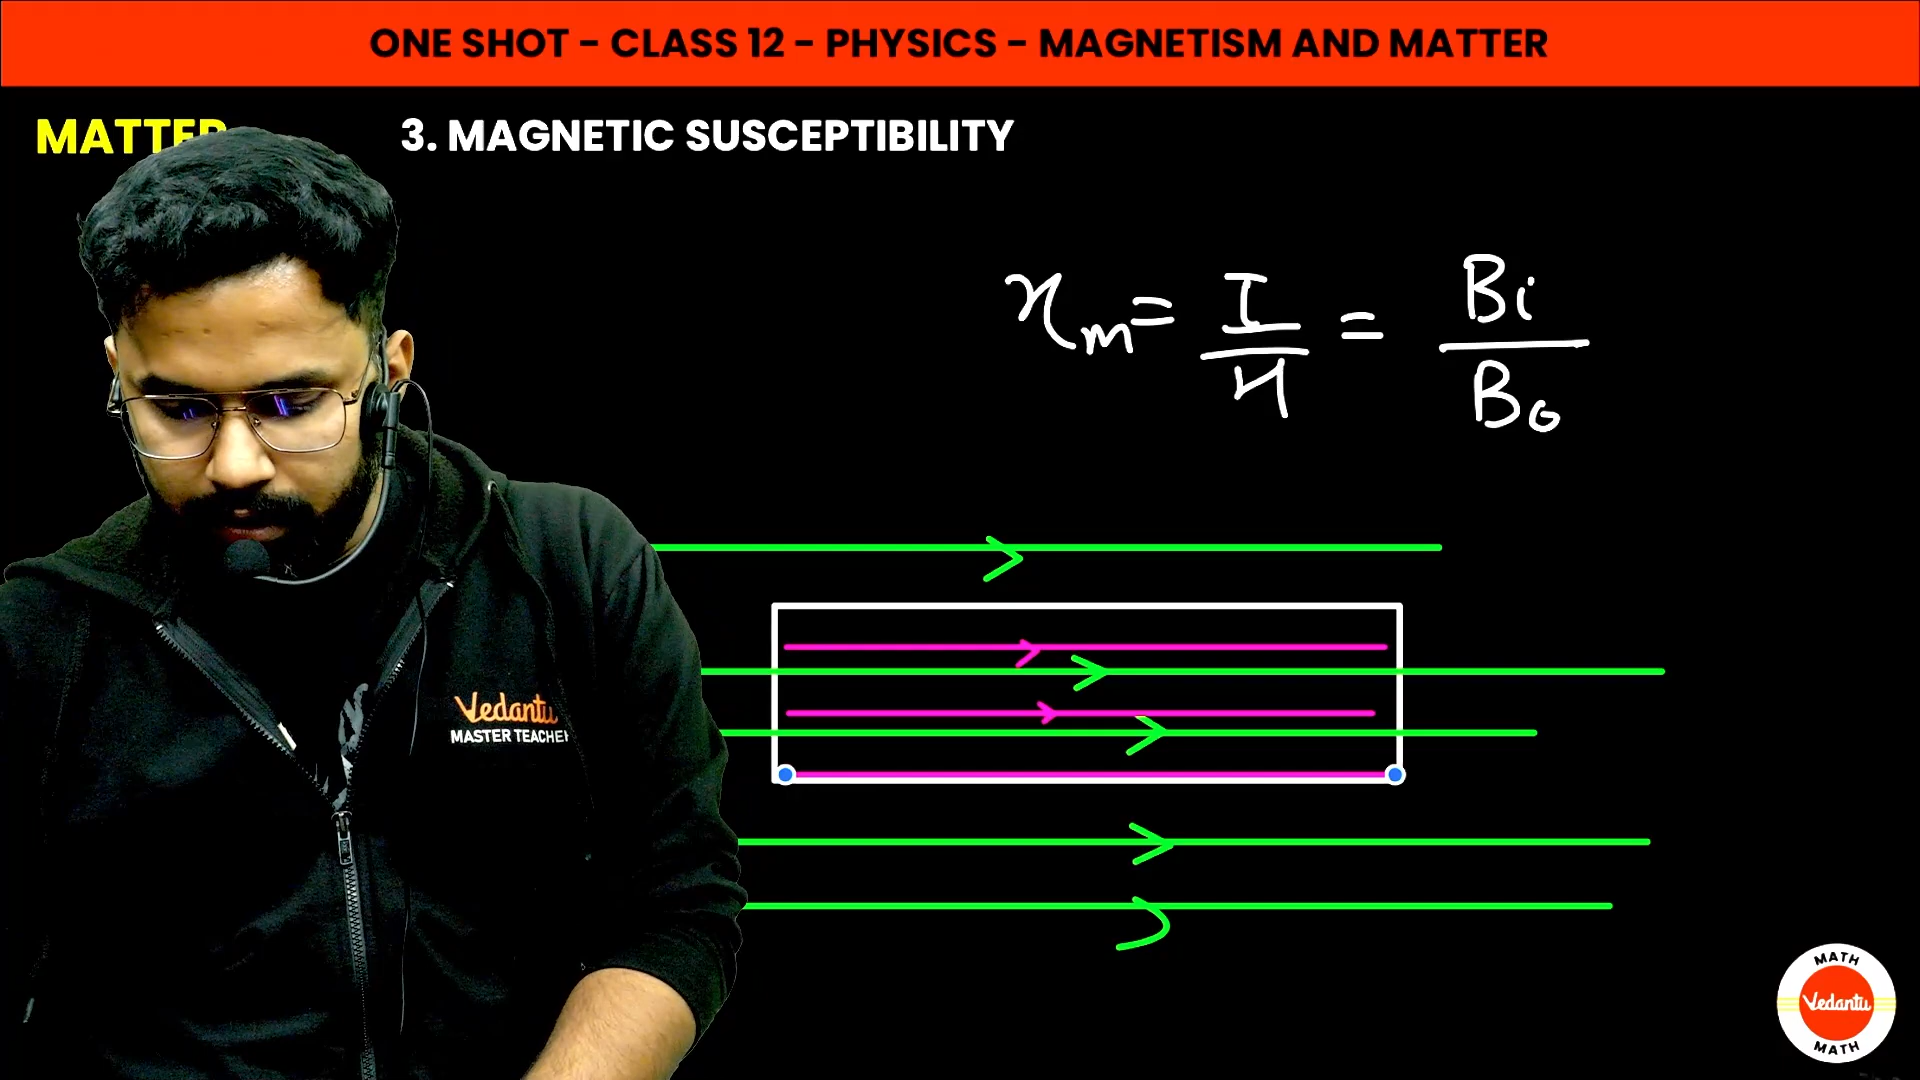 ONE SHOT - CLASS 12 - PHYSICS - MAGNETISM AND MATTER
MATTER
3. MAGNETIC SUSCEPTIBILITY
χm = I/H = Bi/B0
Vedantu
MASTER TEACHER
MATH
Vedantu
MATH